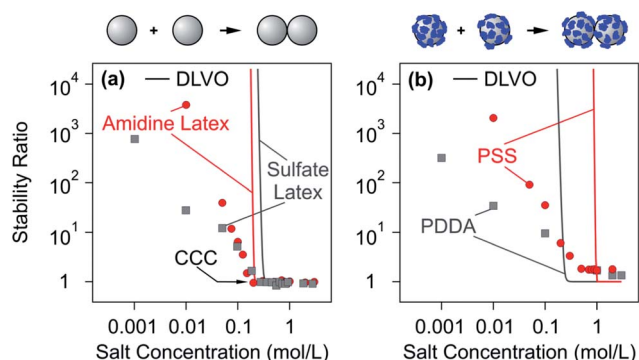 +
+
(a)
DLVO
Amidine Latex
Sulfate
Latex
CCC
Stability Ratio
10^4
10^3
10^2
10^1
1
0.001
0.01
0.1
1
Salt Concentration (mol/L)
(b)
DLVO
PSS
PDDA
10^4
10^3
10^2
10^1
1
0.001
0.01
0.1
1
Salt Concentration (mol/L)